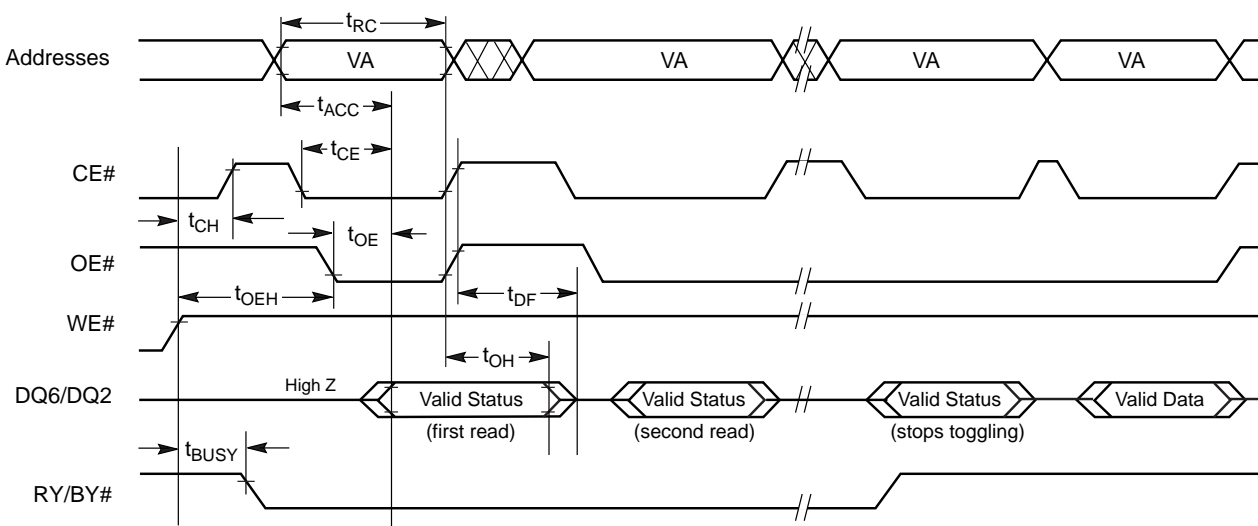 tRC
Addresses VA VA VA VA
tACC
tCE
CE#
tCH tOE
OE#
tOEH tDF
WE#
tOH
DQ6/DQ2 High Z Valid Status Valid Status Valid Status Valid Data
(first read) (second read) (stops toggling)
tBUSY
RY/BY#